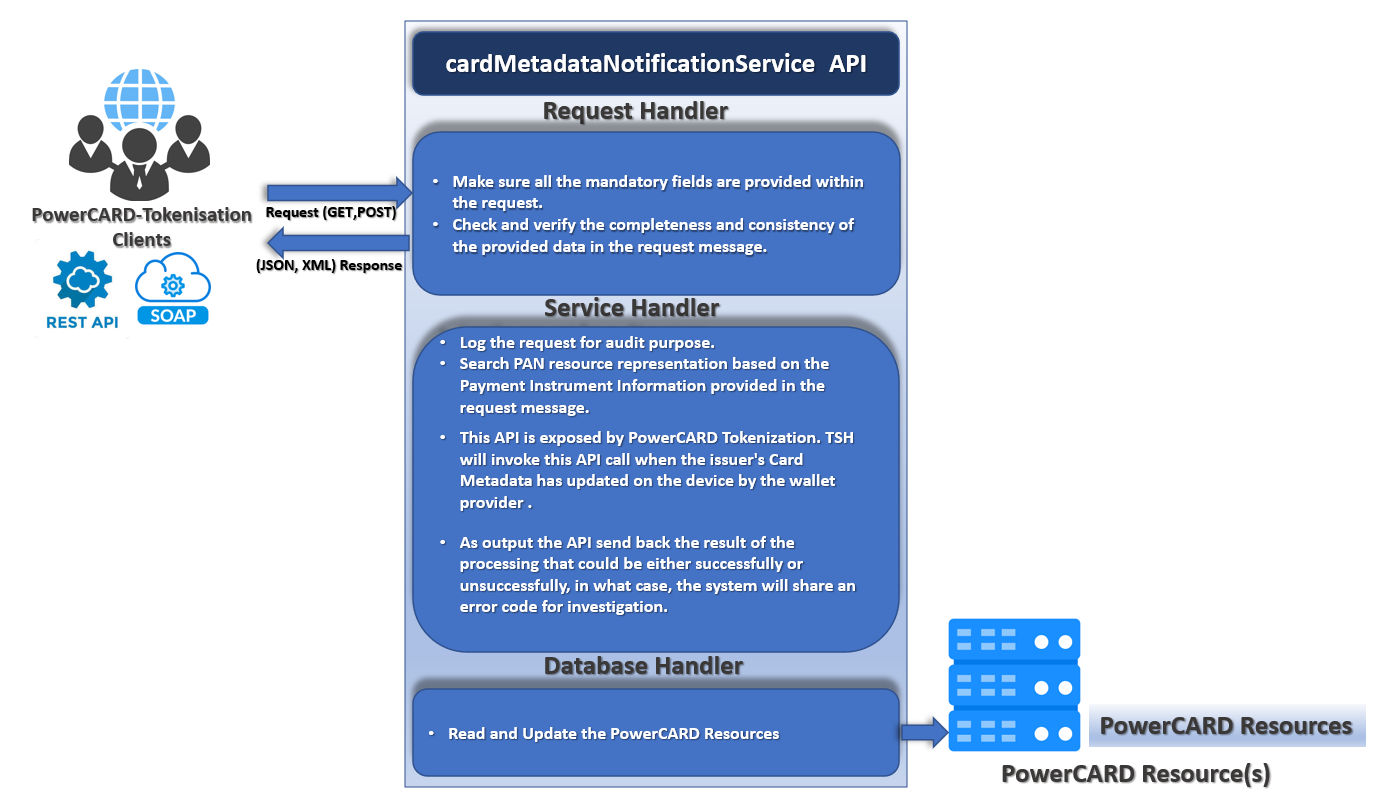 cardMetadataNotificationService API
Request Handler
• Make sure all the mandatory fields are provided within
the request.
• Check and verify the completeness and consistency of
the provided data in the request message.
PowerCARD-Tokenisation
Clients
Request (GET,POST)
(JSON, XML) Response
REST API
SOAP
Service Handler
• Log the request for audit purpose.
• Search PAN resource representation based on the
Payment Instrument Information provided in the
request message.
• This API is exposed by PowerCARD Tokenization. TSH
will invoke this API call when the issuer's Card
Metadata has updated on the device by the wallet
provider .
• As output the API send back the result of the
processing that could be either successfully or
unsuccessfully, in what case, the system will share an
error code for investigation.
Database Handler
• Read and Update the PowerCARD Resources
PowerCARD Resources
PowerCARD Resource(s)